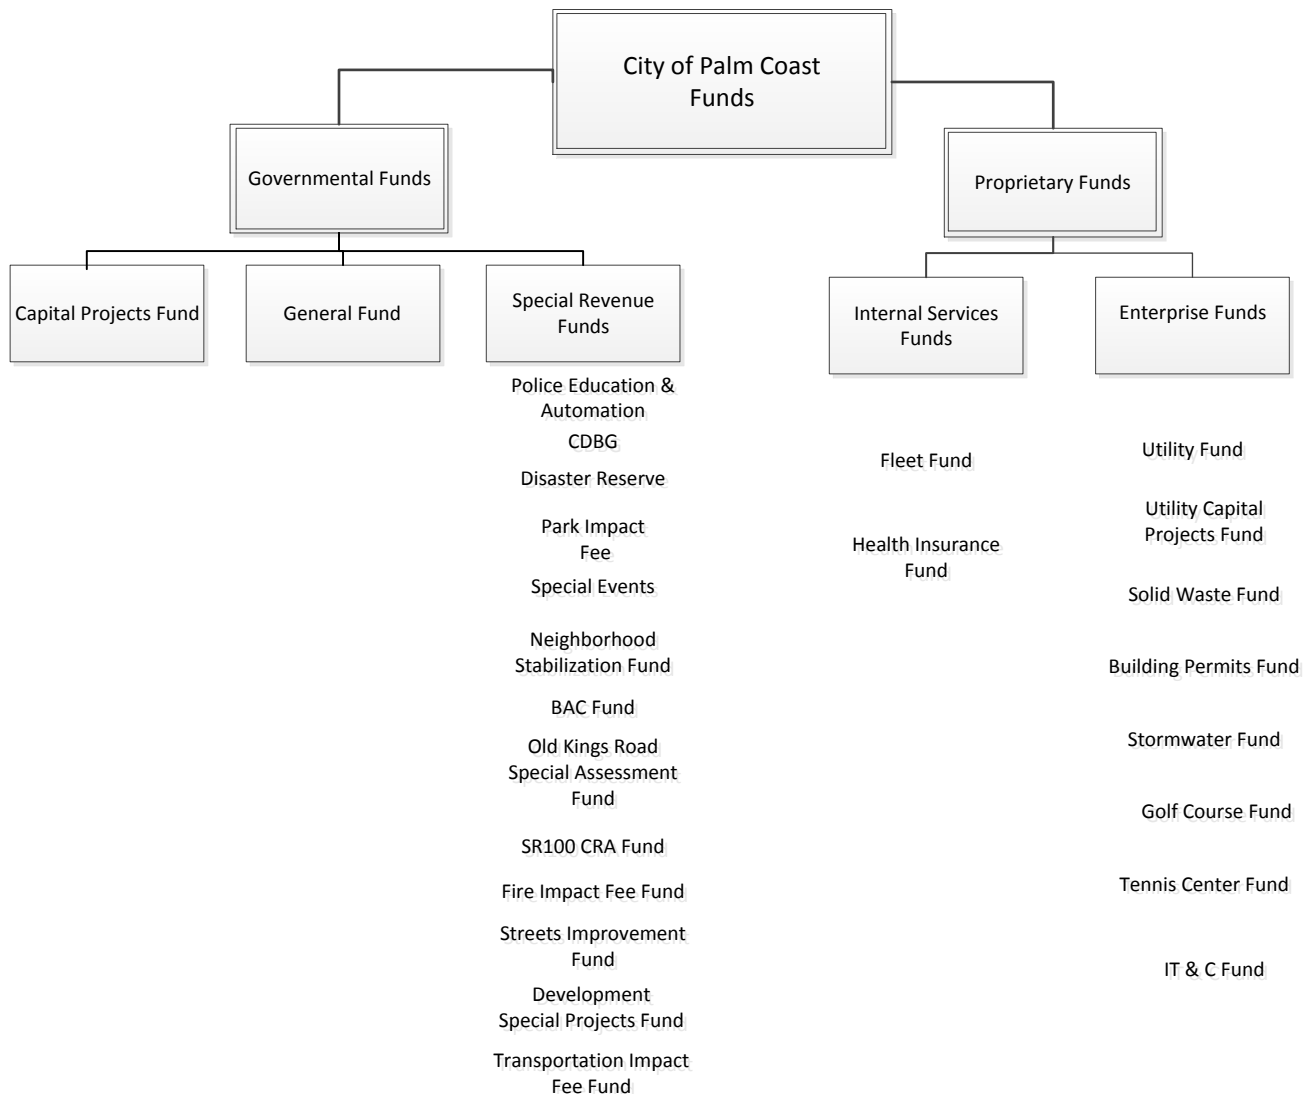 City of Palm Coast
Funds
Governmental Funds
Proprietary Funds
Capital Projects Fund
General Fund
Special Revenue
Funds
Internal Services
Funds
Enterprise Funds
Police Education &
Automation
CDBG
Disaster Reserve
Park Impact
Fee
Special Events
Neighborhood
Stabilization Fund
BAC Fund
Old Kings Road
Special Assessment
Fund
SR100 CRA Fund
Fire Impact Fee Fund
Streets Improvement
Fund
Development
Special Projects Fund
Transportation Impact
Fee Fund
Fleet Fund
Health Insurance
Fund
Utility Fund
Utility Capital
Projects Fund
Solid Waste Fund
Building Permits Fund
Stormwater Fund
Golf Course Fund
Tennis Center Fund
IT & C Fund